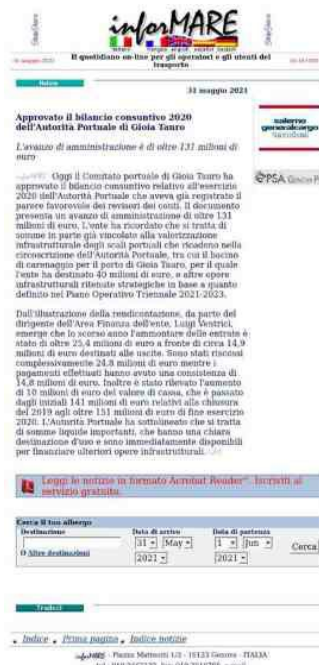 inforMARE
Il quotidiano on-line per gli operatori e gli utenti del
trasporto
Notizie
31 maggio 2021
Approvato il bilancio consuntivo 2020
dell'Autorità Portuale di Gioia Tauro
salerno
generalcargo
PSA Genova P
L'avanzo di amministrazione è di oltre 131 milioni di
euro
Oggi il Comitato portuale di Gioia Tauro ha
approvato il bilancio consuntivo relativo all'esercizio
2020 dell'Autorità Portuale che aveva già registrato il
parere favorevole dei revisori dei conti. Il documento
presenta un avanzo di amministrazione di oltre 131
milioni di euro. L'ente ha ricordato che si tratta di
somme in parte già vincolate alla valorizzazione
infrastrutturale degli scali portuali che ricadono nella
circoscrizione dell'Autorità Portuale, tra cui il bacino
di carenaggio per il porto di Gioia Tauro, per il quale
l'ente ha destinato 40 milioni di euro, e altre opere
infrastrutturali ritenute strategiche in base a quanto
definito nel Piano Operativo Triennale 2021-2023.
Dall'illustrazione della rendicontazione, da parte del
dirigente dell'Area Finanza dell'ente, Luigi Ventrici,
emerge che lo scorso anno l'ammontare delle entrate è
stato di oltre 25,4 milioni di euro a fronte di circa 14,9
milioni di euro destinati alle uscite. Sono stati riscossi
complessivamente 24,8 milioni di euro mentre i
pagamenti effettuati hanno avuto una consistenza di
14,8 milioni di euro. Inoltre è stato rilevato l'aumento
di 10 milioni di euro del valore di cassa, che è passato
dagli iniziali 141 milioni di euro relativi alla chiusura
del 2019 agli oltre 151 milioni di euro di fine esercizio
2020. L'Autorità Portuale ha sottolineato che si tratta
di somme liquide importanti, che hanno una chiara
destinazione d'uso e sono immediatamente disponibili
per finanziare ulteriori opere infrastrutturali.
Leggi le notizie in formato Acrobat Reader®. Iscriviti al
servizio gratuito.
Cerca il tuo albergo
Destinazione Data di arrivo Data di partenza
31 May 1 Jun Cerca
O Altre destinazioni 2021 2021
Traduci
Indice Prima pagina Indice notizie
- Piazza Matteotti 1/3 - 16123 Genova - ITALIA